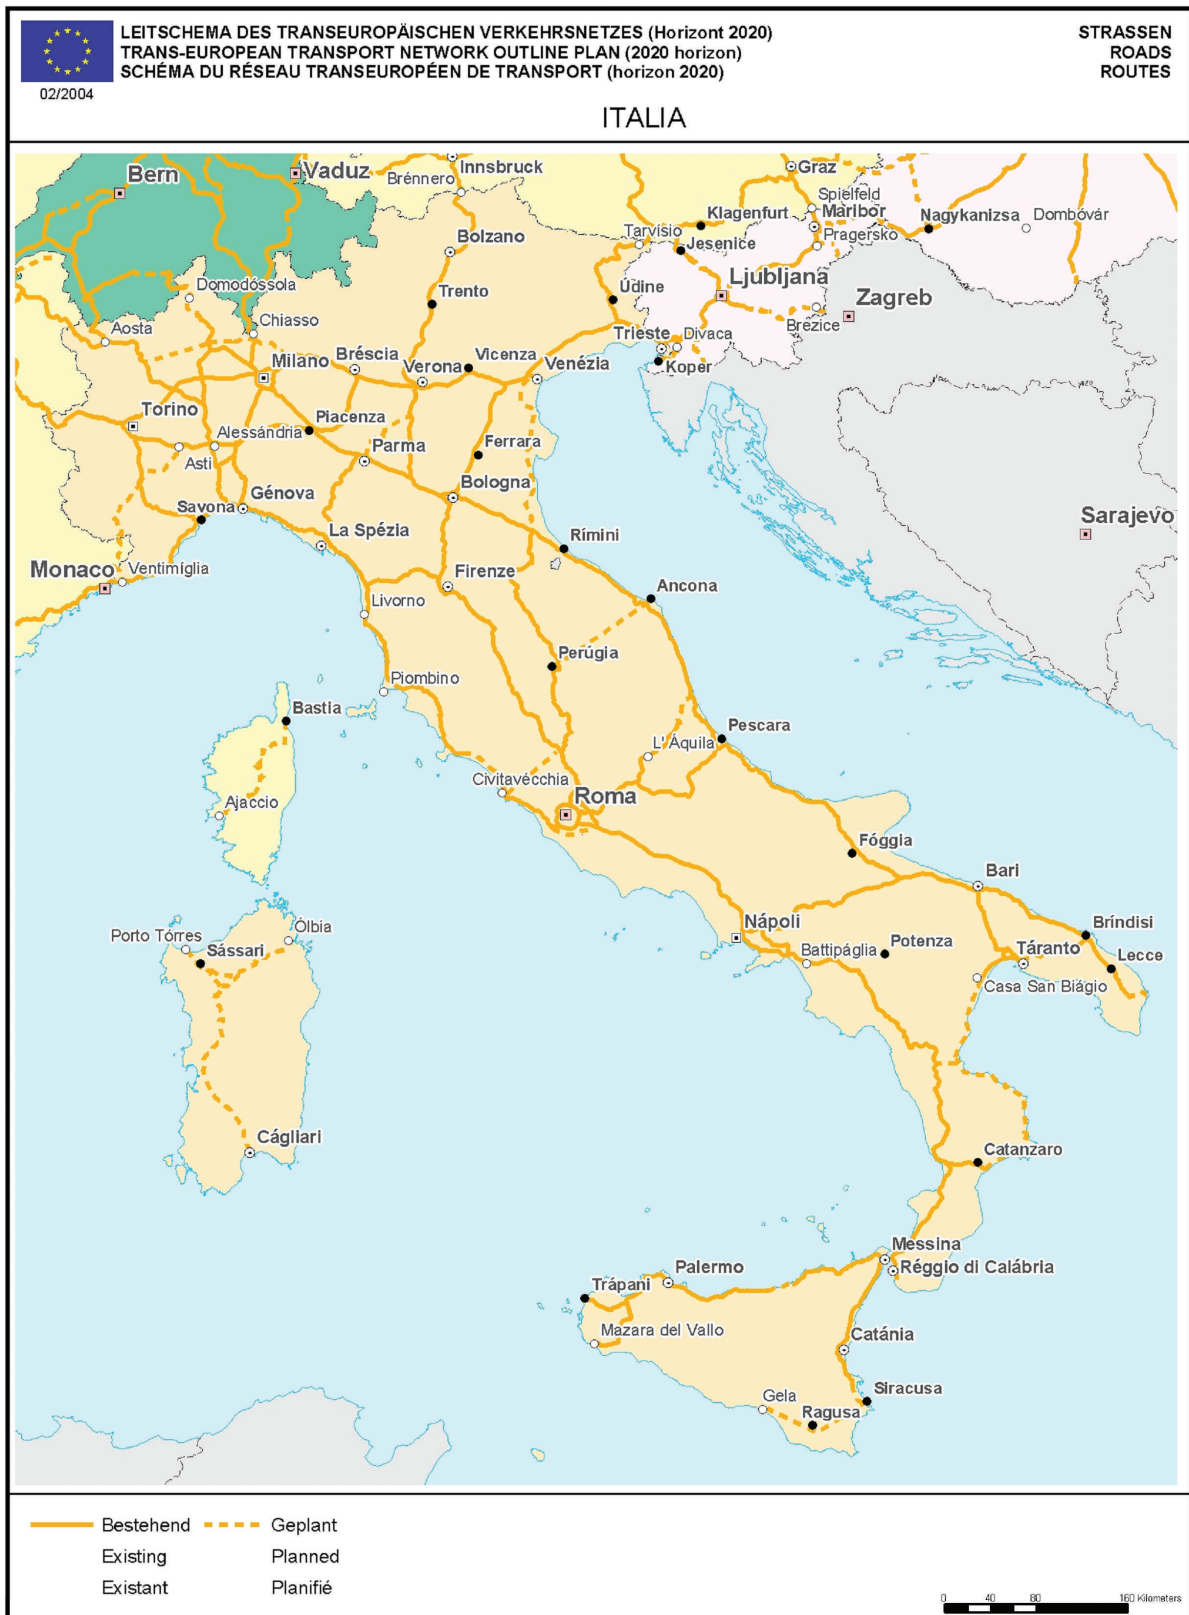 LEITSCHEMA DES TRANSEUROPÄISCHEN VERKEHRSNETZES (Horizont 2020)
TRANS-EUROPEAN TRANSPORT NETWORK OUTLINE PLAN (2020 horizon)
SCHÉMA DU RÉSEAU TRANSEUROPÉEN DE TRANSPORT (horizon 2020)
STRASSEN
ROADS
ROUTES
02/2004
ITALIA
Bern
Vaduz
Innsbruck
Brénnero
Graz
Spielfeld
Maribor
Pragersko
Nagykanizsa
Dombóvár
Klagenfurt
Tarvisio
Jesenice
Bolzano
Ljubljana
Domodóssola
Trento
Údine
Zagreb
Brezice
Aosta
Chiasso
Trieste
Divaca
Koper
Milano
Bréscia
Verona
Vicenza
Venézia
Torino
Piacenza
Alessándria
Asti
Parma
Ferrara
Bologna
Savona
Génova
La Spézia
Rímini
Sarajevo
Monaco
Ventimíglia
Firenze
Livorno
Ancona
Perúgia
Piombino
Bastia
Pescara
L' Áquila
Civitavécchia
Roma
Ajaccio
Fóggia
Bari
Porto Tórres
Ólbia
Sássari
Nápoli
Battipáglia
Potenza
Táranto
Bríndisi
Lecce
Casa San Biágio
Cágliari
Catanzaro
Messina
Réggio di Calábria
Palermo
Trápani
Mazara del Vallo
Catánia
Siracusa
Gela
Ragusa
Bestehend
Geplant
Existing
Planned
Existant
Planifié
0 40 80 160 Kilometers